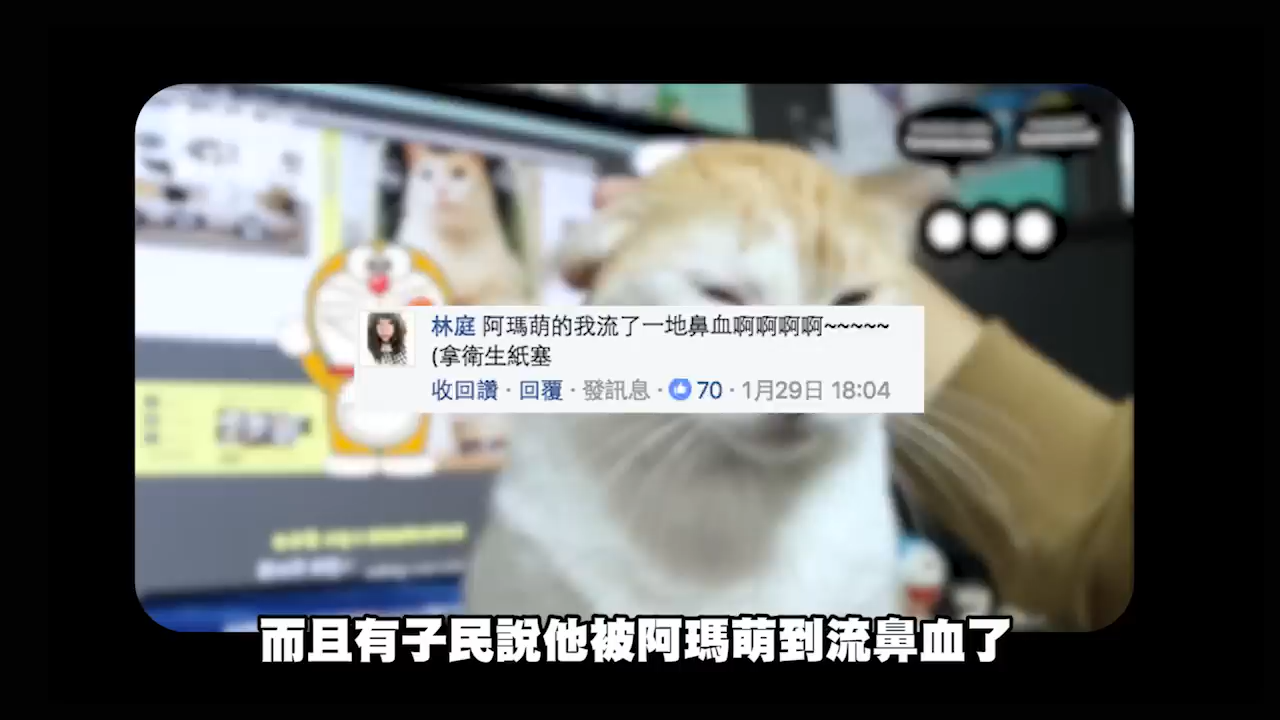 林庭 阿瑪萌的我流了一地鼻血啊啊啊啊~~~~~
(拿衛生紙塞
收回讚 · 回覆 · 發訊息 · 70 · 1月29日 18:04
而且有子民說他被阿瑪萌到流鼻血了